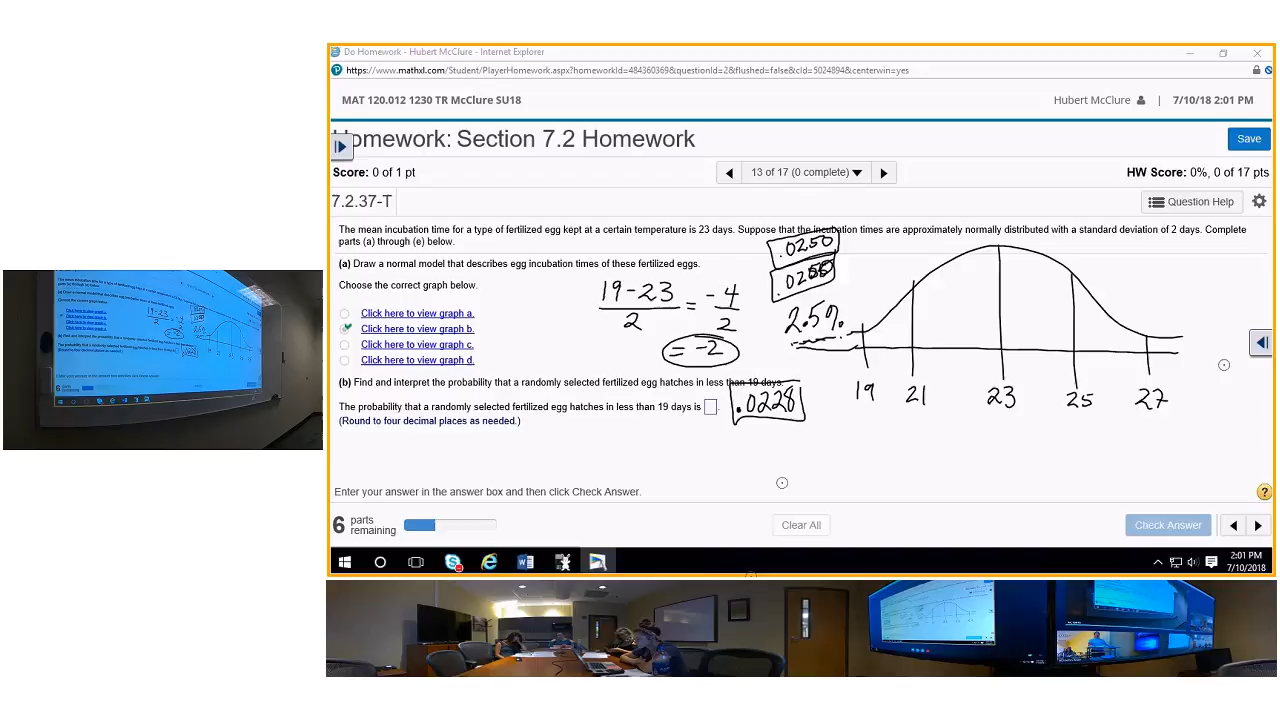 Do Homework - Hubert McClure - Internet Explorer
https://www.mathxl.com/Student/PlayerHomework.aspx?homeworkId=484360369&questionId=2&flushed=false&cId=5024894&centerwin=yes
MAT 120.012 1230 TR McClure SU18
Hubert McClure | 7/10/18 2:01 PM
omework: Section 7.2 Homework
Save
Score: 0 of 1 pt
13 of 17 (0 complete)
HW Score: 0%, 0 of 17 pts
7.2.37-T
Question Help
The mean incubation time for a type of fertilized egg kept at a certain temperature is 23 days. Suppose that the incubation times are approximately normally distributed with a standard deviation of 2 days. Complete
parts (a) through (e) below.
.0250
(a) Draw a normal model that describes egg incubation times of these fertilized eggs.
Choose the correct graph below.
19-23
2
= -4
2
= -2
2.5%
Click here to view graph a.
Click here to view graph b.
Click here to view graph c.
Click here to view graph d.
19 21 23 25 27
(b) Find and interpret the probability that a randomly selected fertilized egg hatches in less than 19 days.
The probability that a randomly selected fertilized egg hatches in less than 19 days is .
.0228
(Round to four decimal places as needed.)
Enter your answer in the answer box and then click Check Answer.
?
6 parts
remaining
Clear All
Check Answer
2:01 PM
7/10/2018